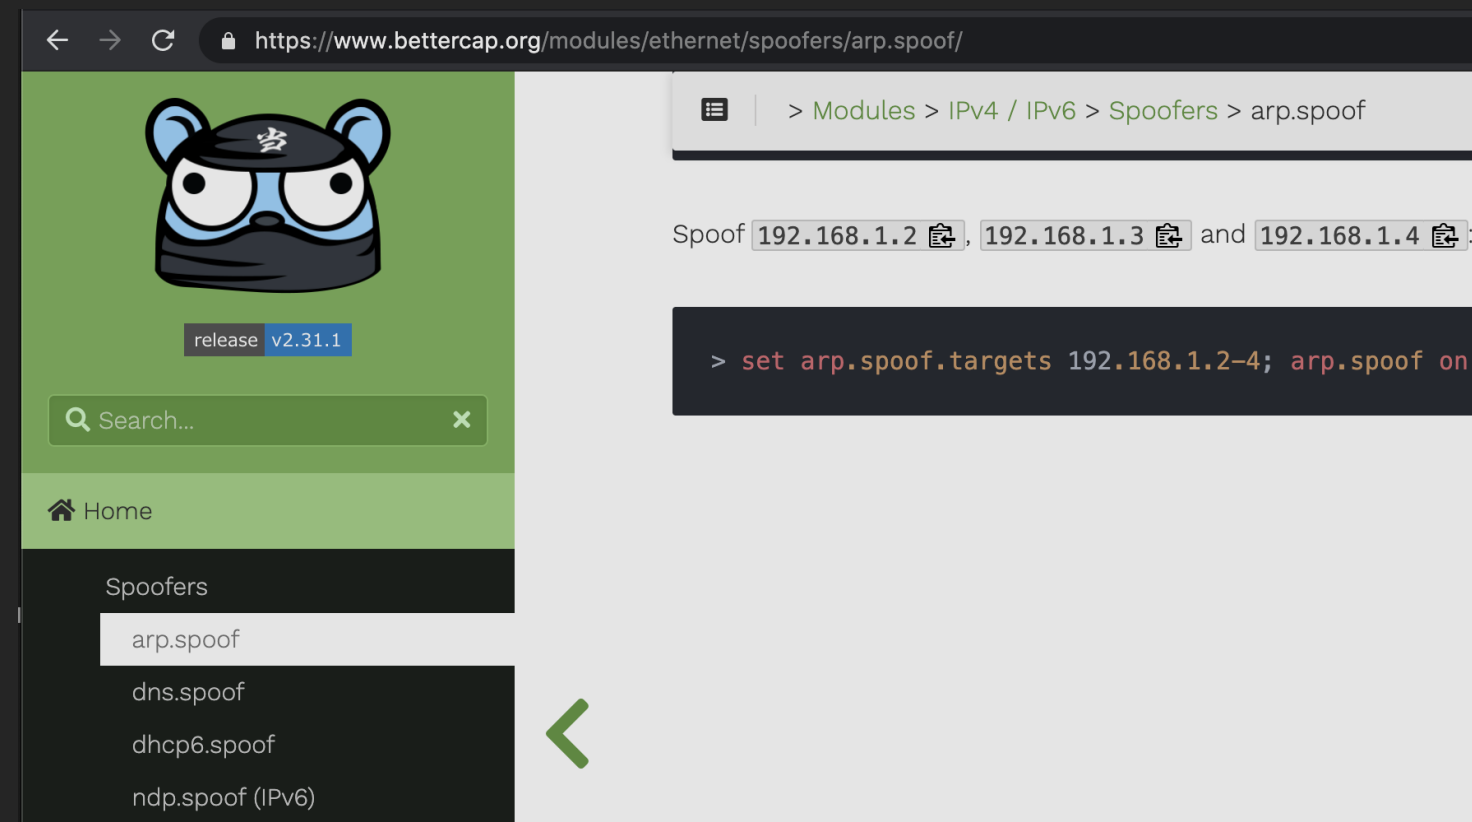 https://www.bettercap.org/modules/ethernet/spoofers/arp.spoof/
当
release v2.31.1
Search...
Home
Spoofers
arp.spoof
dns.spoof
dhcp6.spoof
ndp.spoof (IPv6)
> Modules > IPv4 / IPv6 > Spoofers > arp.spoof
Spoof 192.168.1.2, 192.168.1.3 and 192.168.1.4:
> set arp.spoof.targets 192.168.1.2-4; arp.spoof on